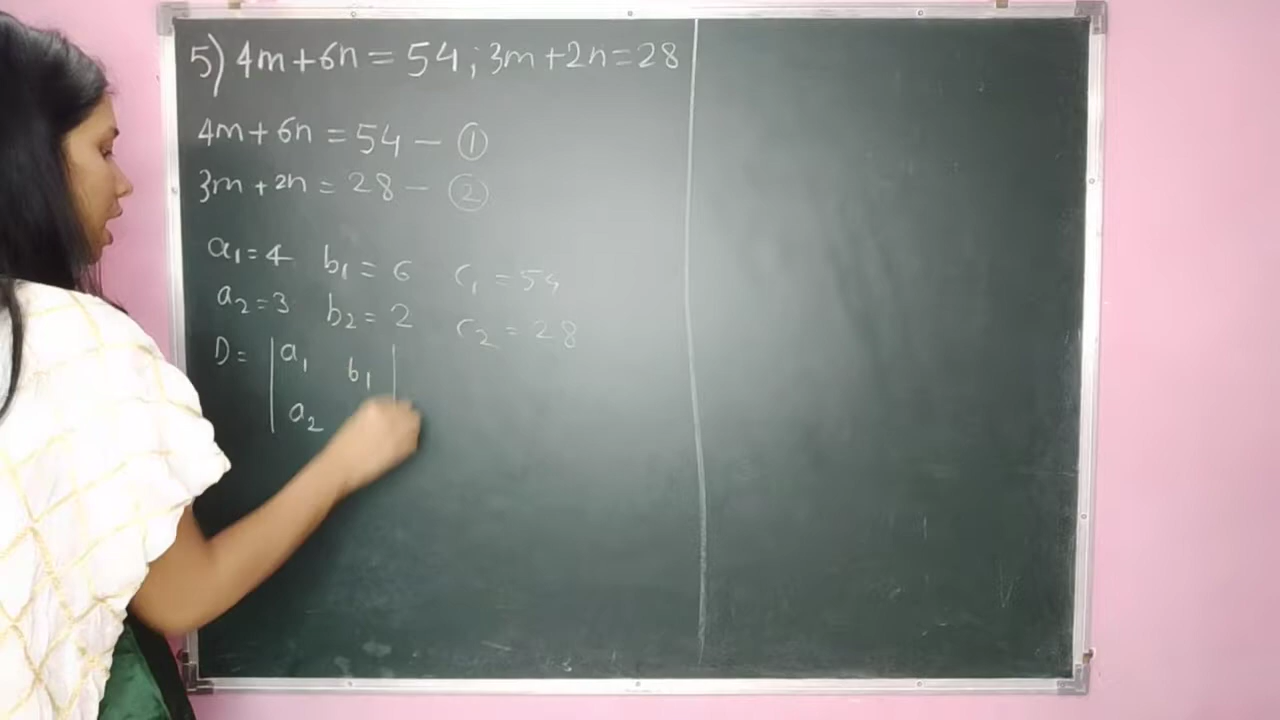 5) 4m+6n=54; 3m+2n=28
4m+6n=54 - ①
3m+2n=28 - ②
a₁=4 b₁=6 c₁=54
a₂=3 b₂=2 c₂=28
D= |a₁ b₁|
a₂